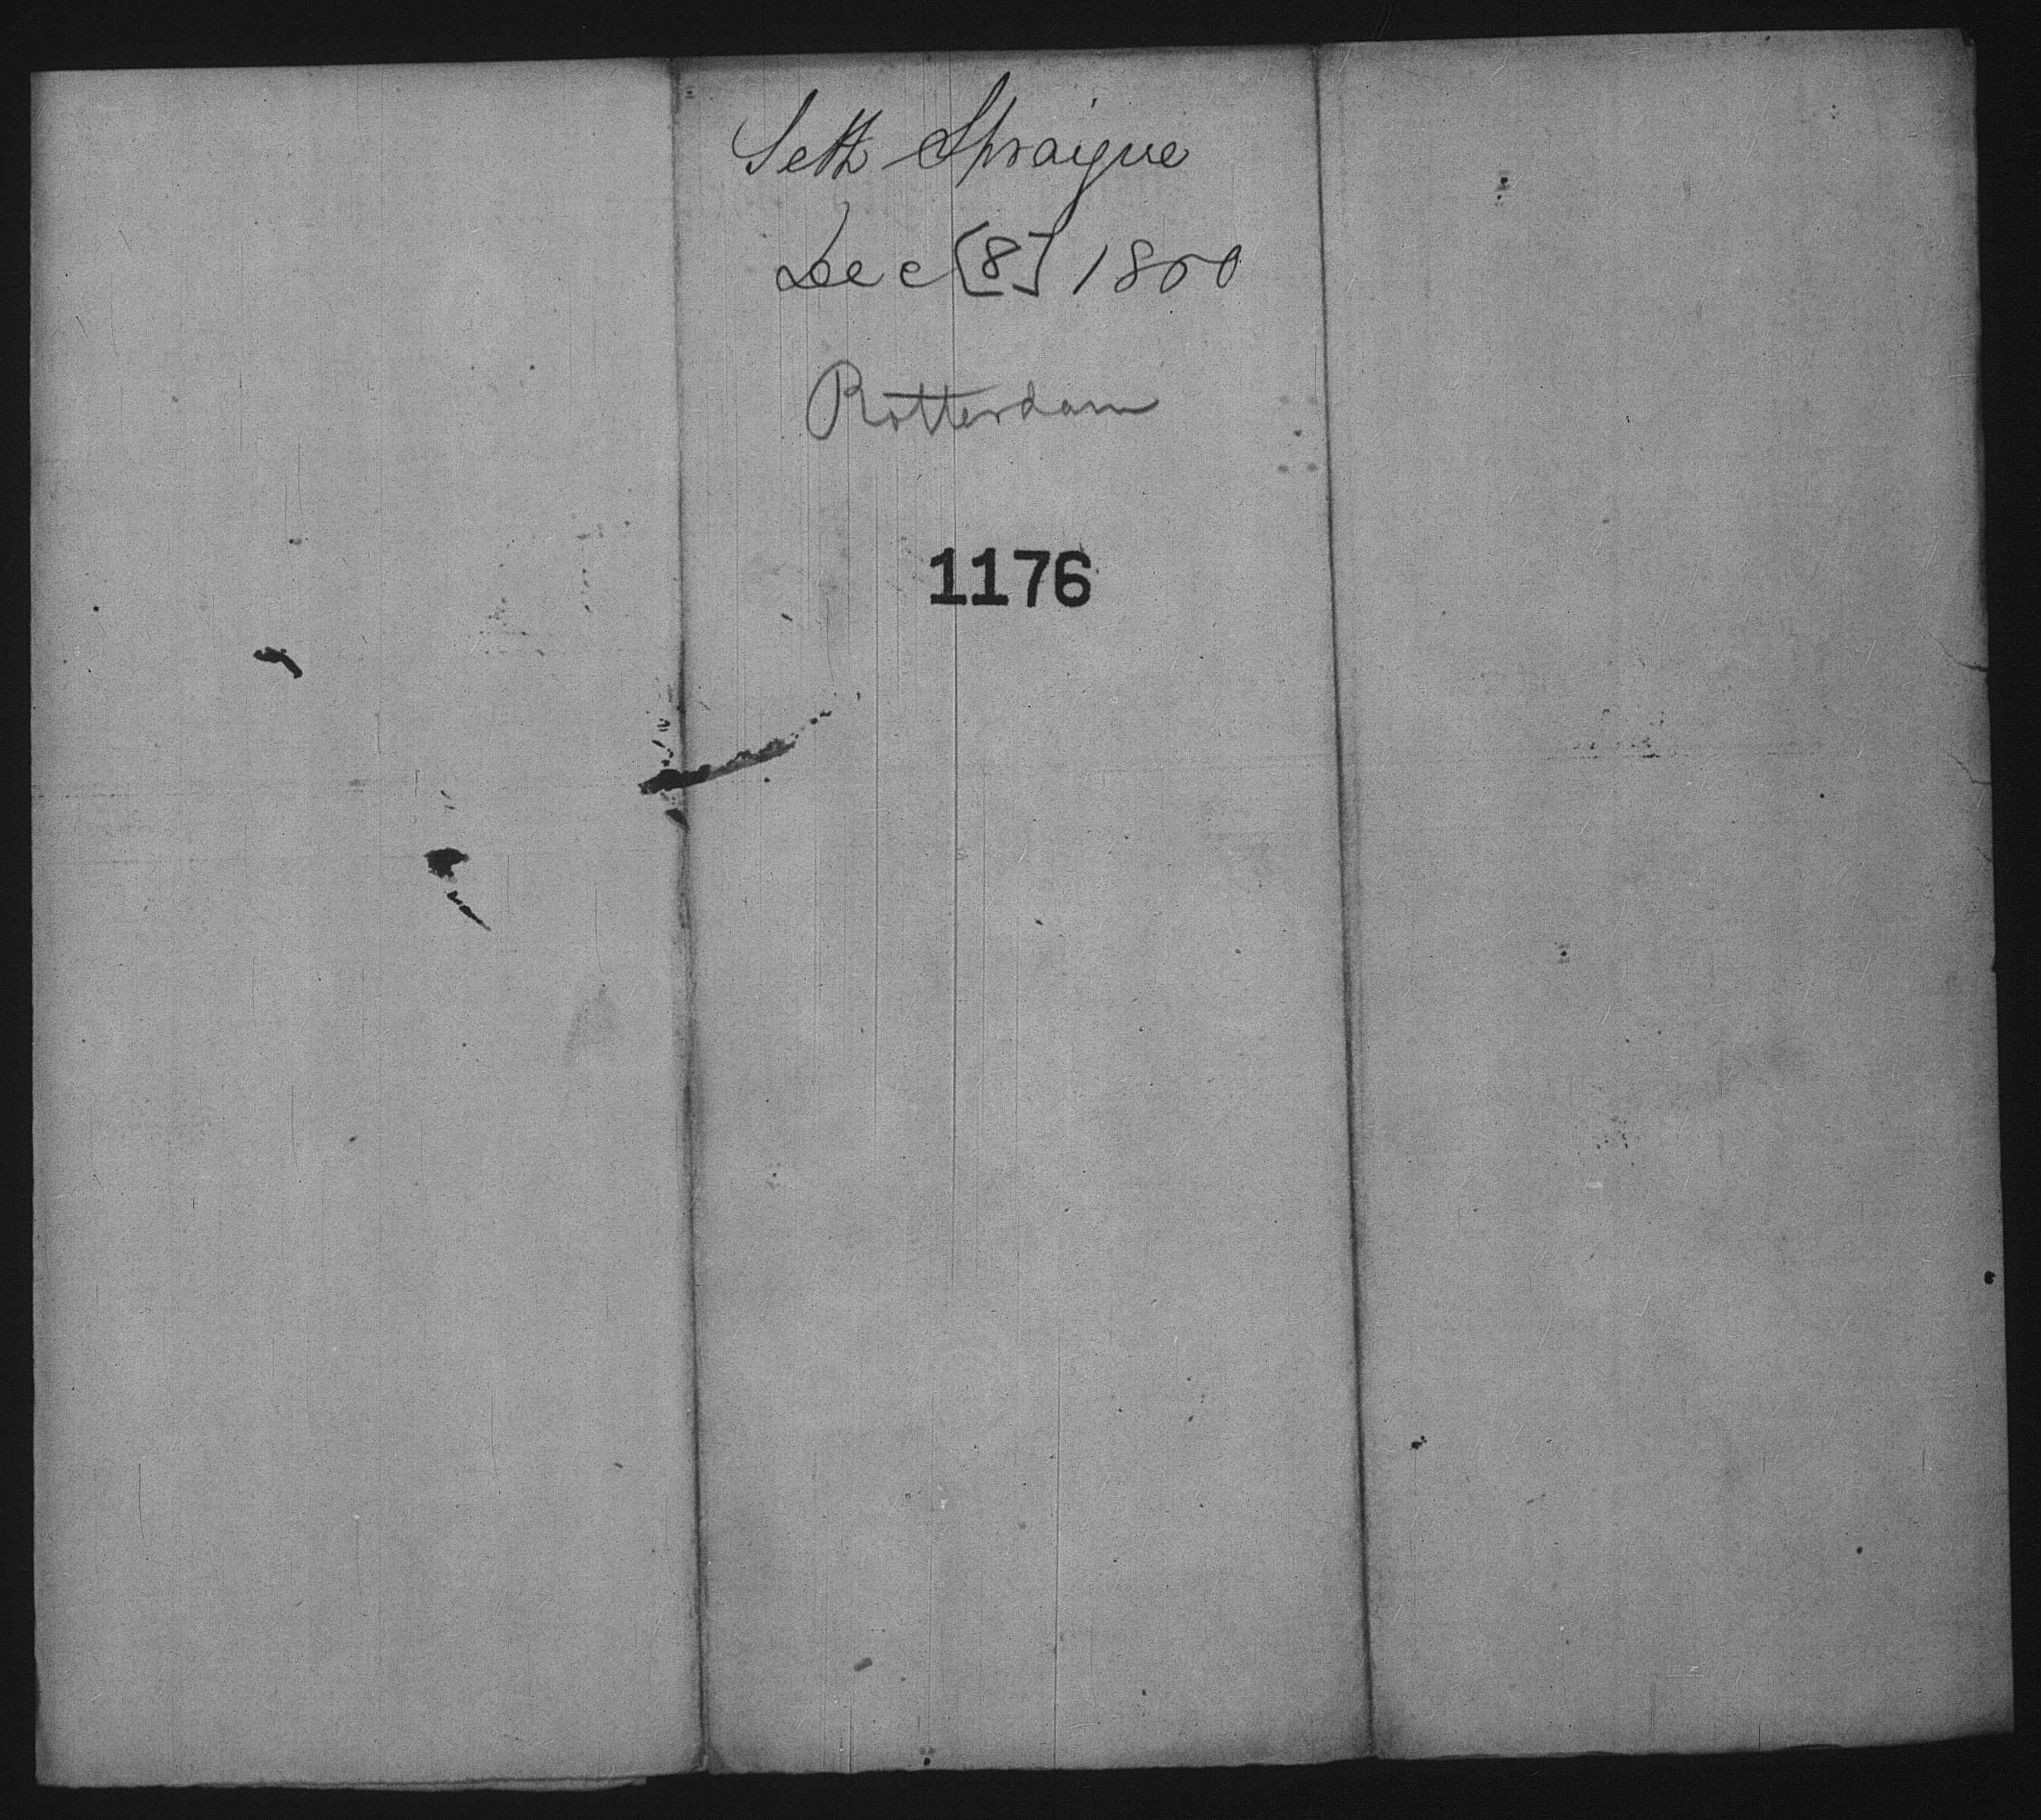 Seth Spraigue
Dec [8] 1800
Rotterdam
1176